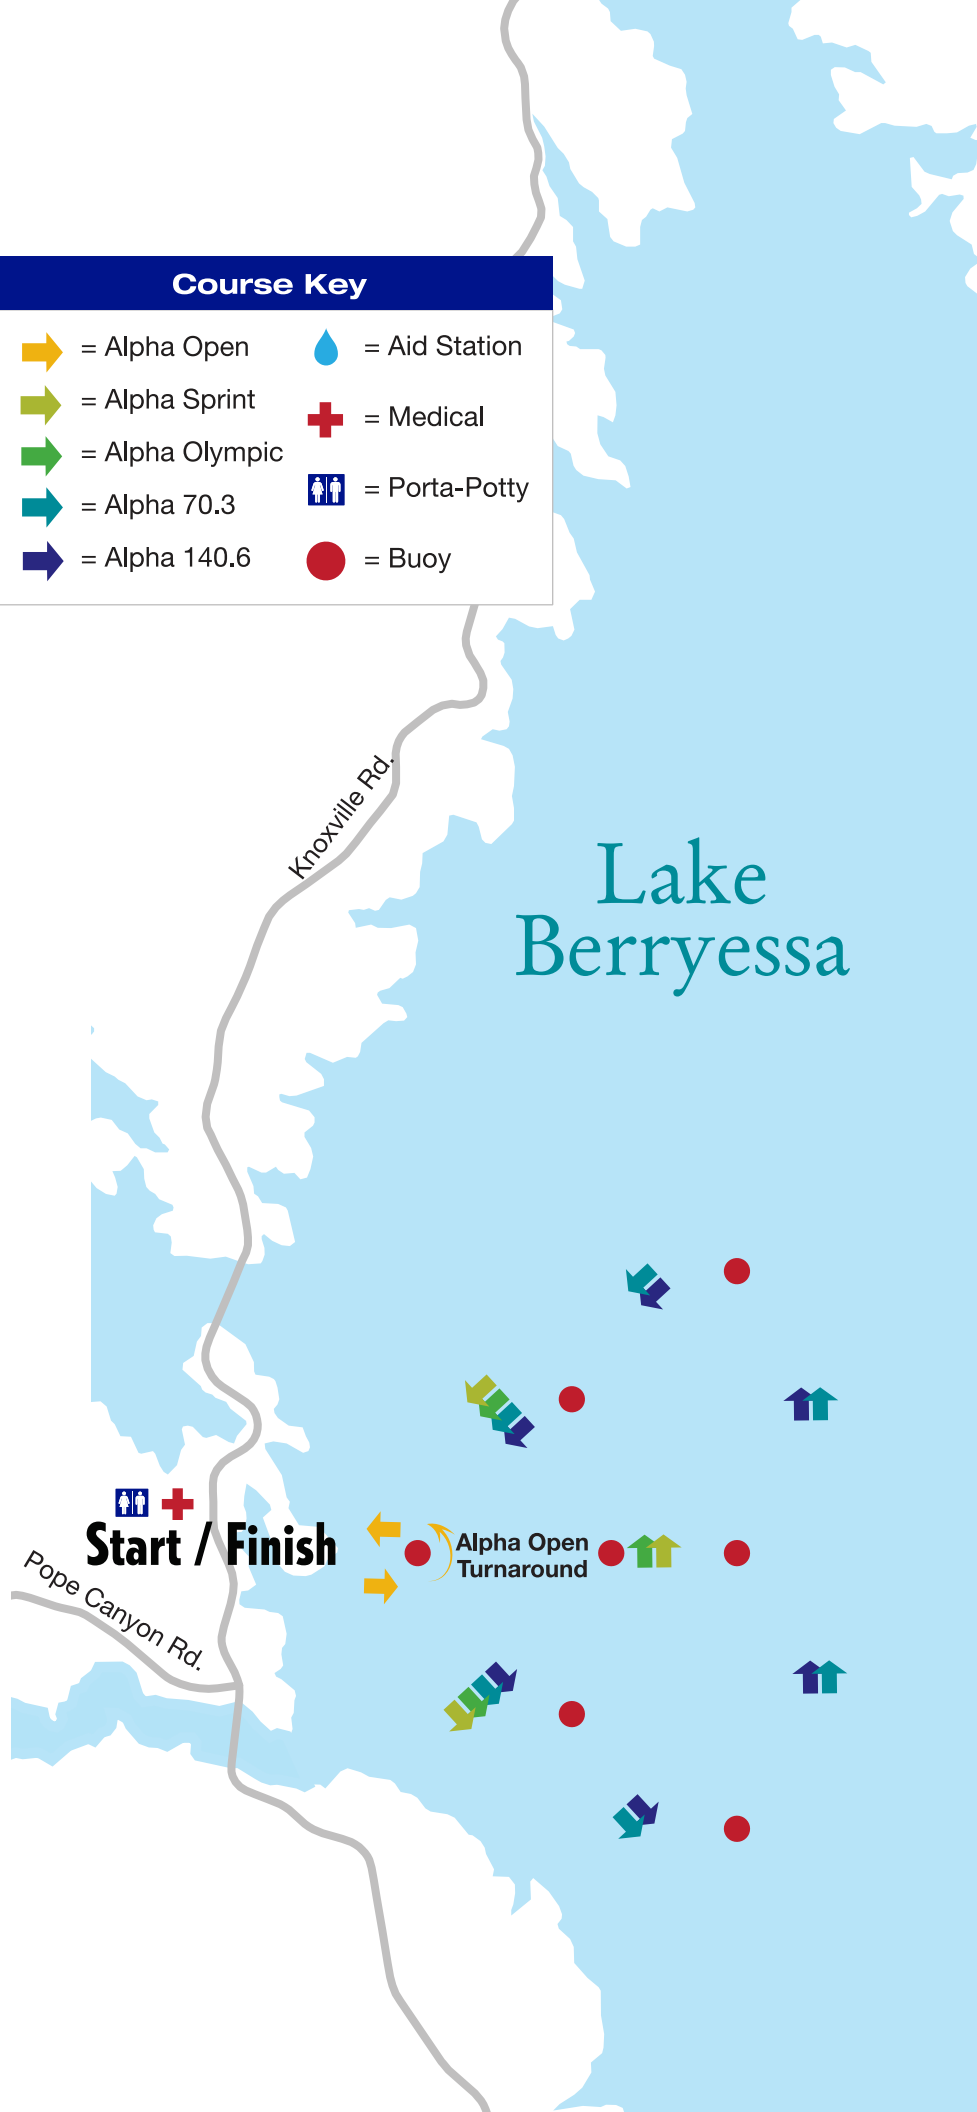 Course Key
= Alpha Open
= Alpha Sprint
= Alpha Olympic
= Alpha 70.3
= Alpha 140.6
= Aid Station
= Medical
= Porta-Potty
= Buoy
Knoxville Rd.
Lake
Berryessa
Start / Finish
Alpha Open
Turnaround
Pope Canyon Rd.